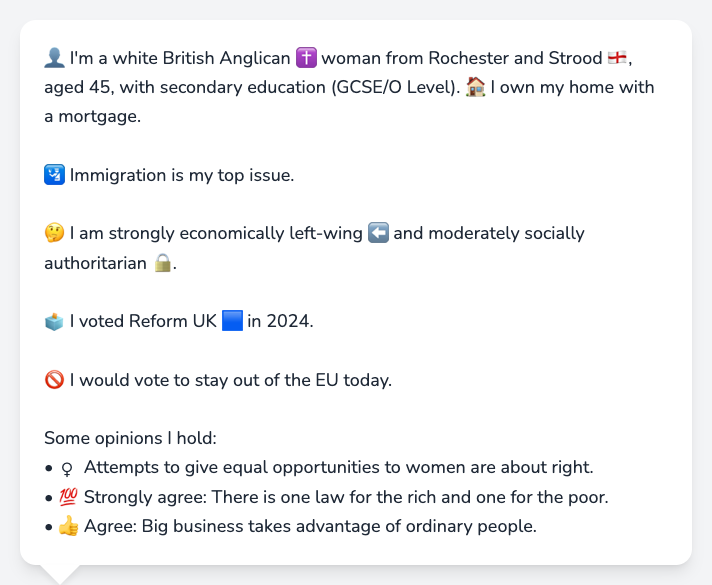 👤 I'm a white British Anglican ✝️ woman from Rochester and Strood 🏴󠁧󠁢󠁥󠁮󠁧󠁿,
aged 45, with secondary education (GCSE/O Level). 🏠 I own my home with
a mortgage.
🛂 Immigration is my top issue.
🤔 I am strongly economically left-wing ⬅️ and moderately socially
authoritarian 🔒.
🗳️ I voted Reform UK 🟦 in 2024.
🚫 I would vote to stay out of the EU today.
Some opinions I hold:
• ♀ Attempts to give equal opportunities to women are about right.
• 💯 Strongly agree: There is one law for the rich and one for the poor.
• 👍 Agree: Big business takes advantage of ordinary people.